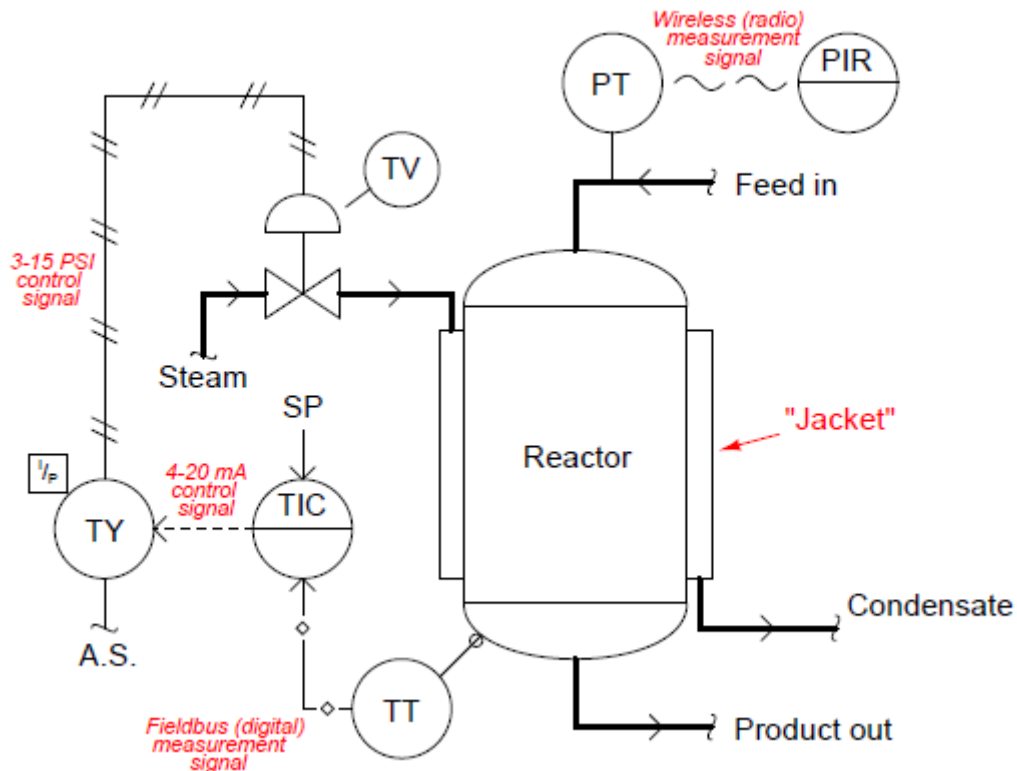 Wireless (radio)
measurement
signal
PT
PIR
TV
Feed in
3-15 PSI
control
signal
Steam
SP
"Jacket"
Reactor
I/P
4-20 mA
control
signal
TY
TIC
Condensate
A.S.
TT
Fieldbus (digital)
measurement
signal
Product out